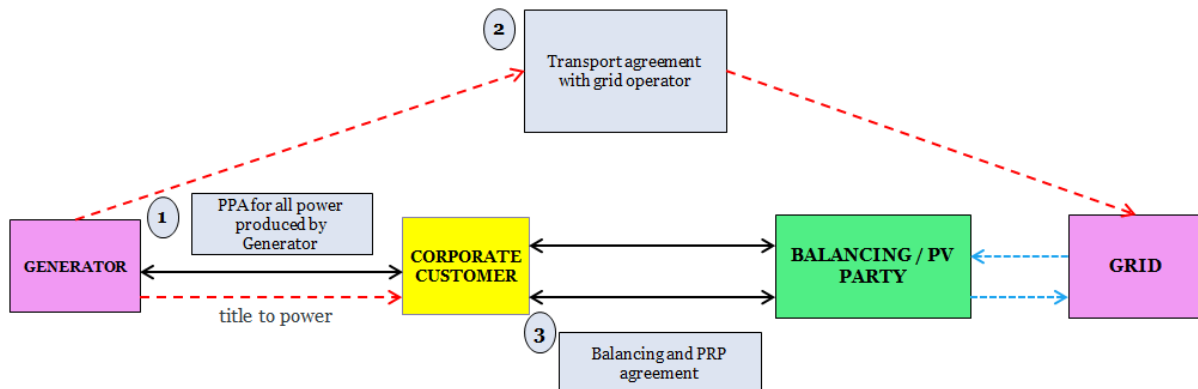 2
Transport agreement
with grid operator
1
PPA for all power
produced by
Generator
GENERATOR
CORPORATE
CUSTOMER
BALANCING / PV
PARTY
GRID
title to power
3
Balancing and PRP
agreement